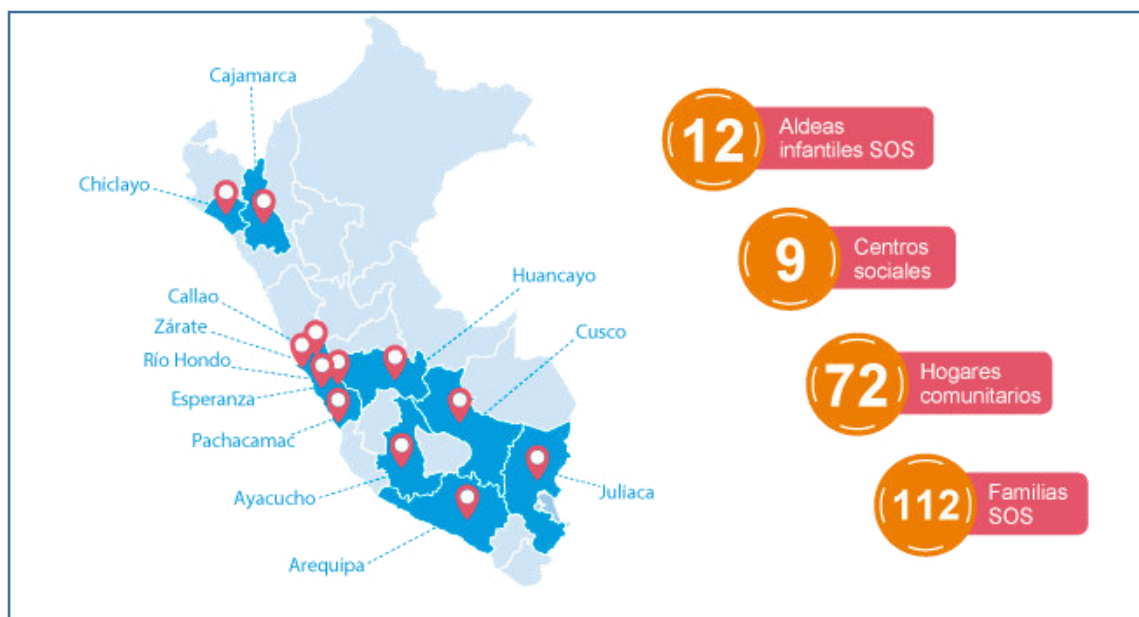 Cajamarca
Chiclayo
Callao
Zárate
Río Hondo
Esperanza
Pachacamac
Ayacucho
Arequipa
Huancayo
Cusco
Juliaca
12
Aldeas
infantiles SOS
9
Centros
sociales
72
Hogares
comunitarios
112
Familias
SOS